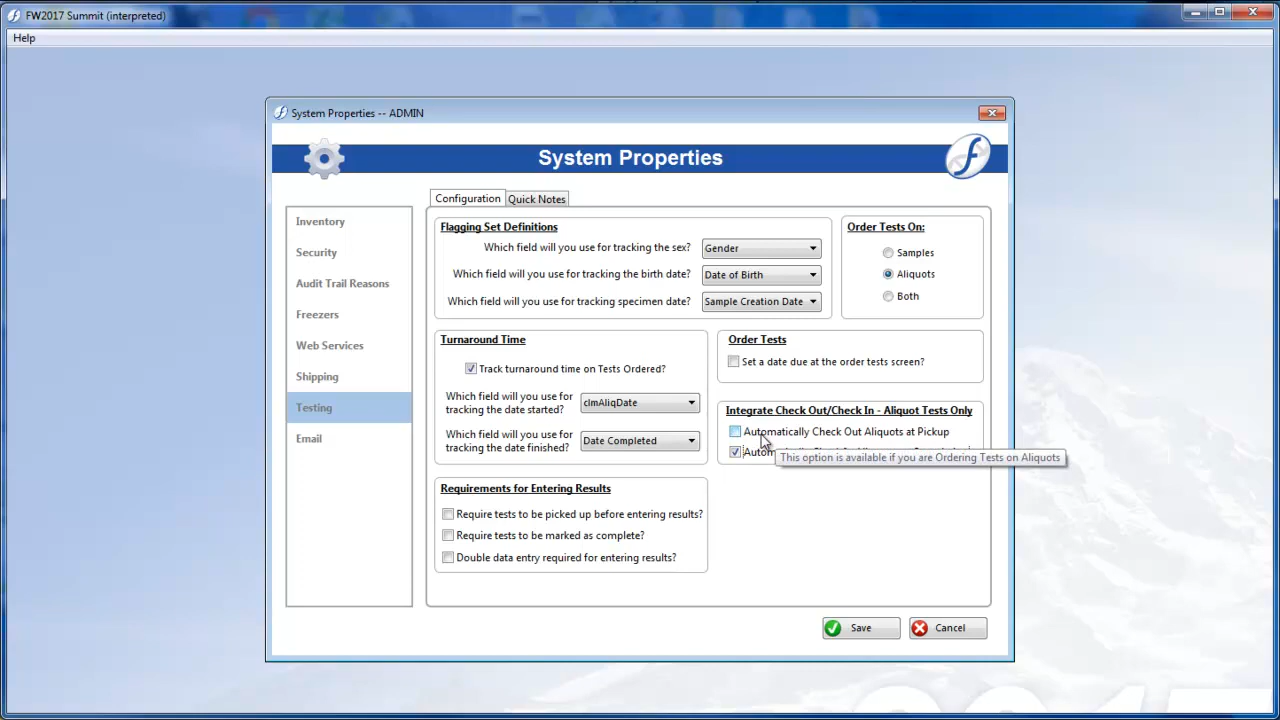 FW2017 Summit (interpreted)
Help
System Properties -- ADMIN
System Properties
Configuration
Quick Notes
Inventory
Security
Audit Trail Reasons
Freezers
Web Services
Shipping
Testing
Email
Flagging Set Definitions
Which field will you use for tracking the sex?
Gender
Which field will you use for tracking the birth date?
Date of Birth
Which field will you use for tracking specimen date?
Sample Creation Date
Order Tests On:
Samples
Aliquots
Both
Turnaround Time
Track turnaround time on Tests Ordered?
Which field will you use for
tracking the date started?
clmAliqDate
Which field will you use for
tracking the date finished?
Date Completed
Order Tests
Set a date due at the order tests screen?
Integrate Check Out/Check In - Aliquot Tests Only
Automatically Check Out Aliquots at Pickup
This option is available if you are Ordering Tests on Aliquots
Requirements for Entering Results
Require tests to be picked up before entering results?
Require tests to be marked as complete?
Double data entry required for entering results?
Save
Cancel